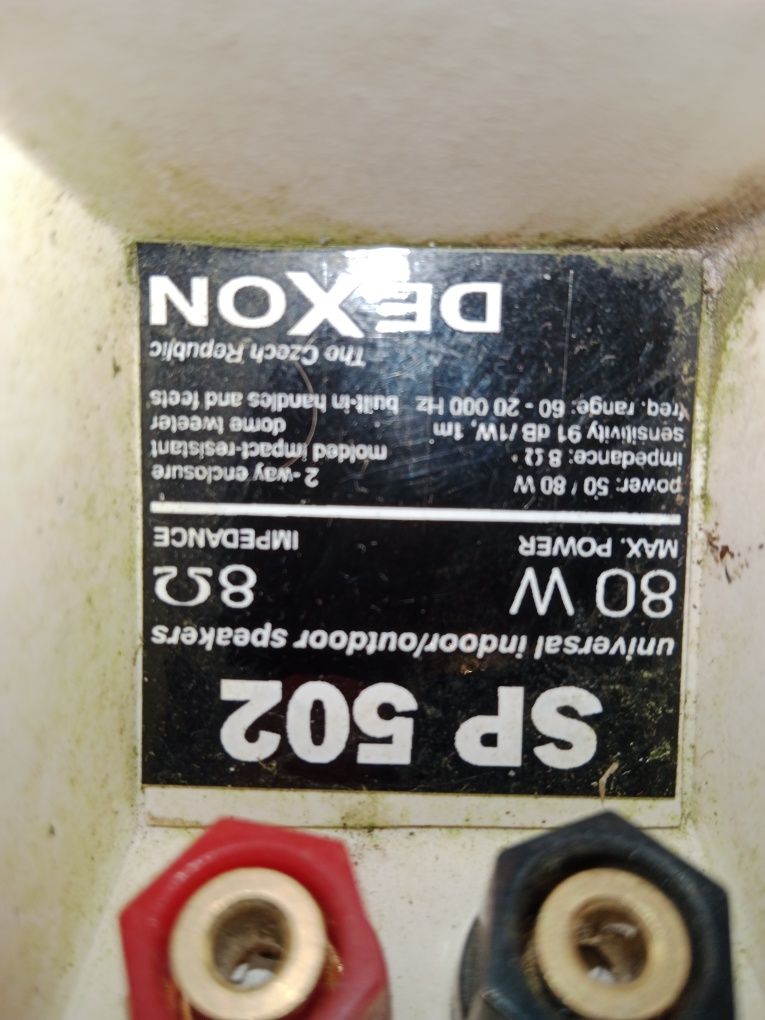 SP 502
universal indoor/outdoor speakers
80 W 8Ω
MAX. POWER IMPEDANCE
power: 50 / 80 W
impedance: 8 Ω
sensitivity 91 dB /1W, 1m
freq. range: 60 - 20 000 Hz
2-way enclosure
molded impact-resistant
dome tweeter
built-in handles and feets
The Czech Republic
DEXON